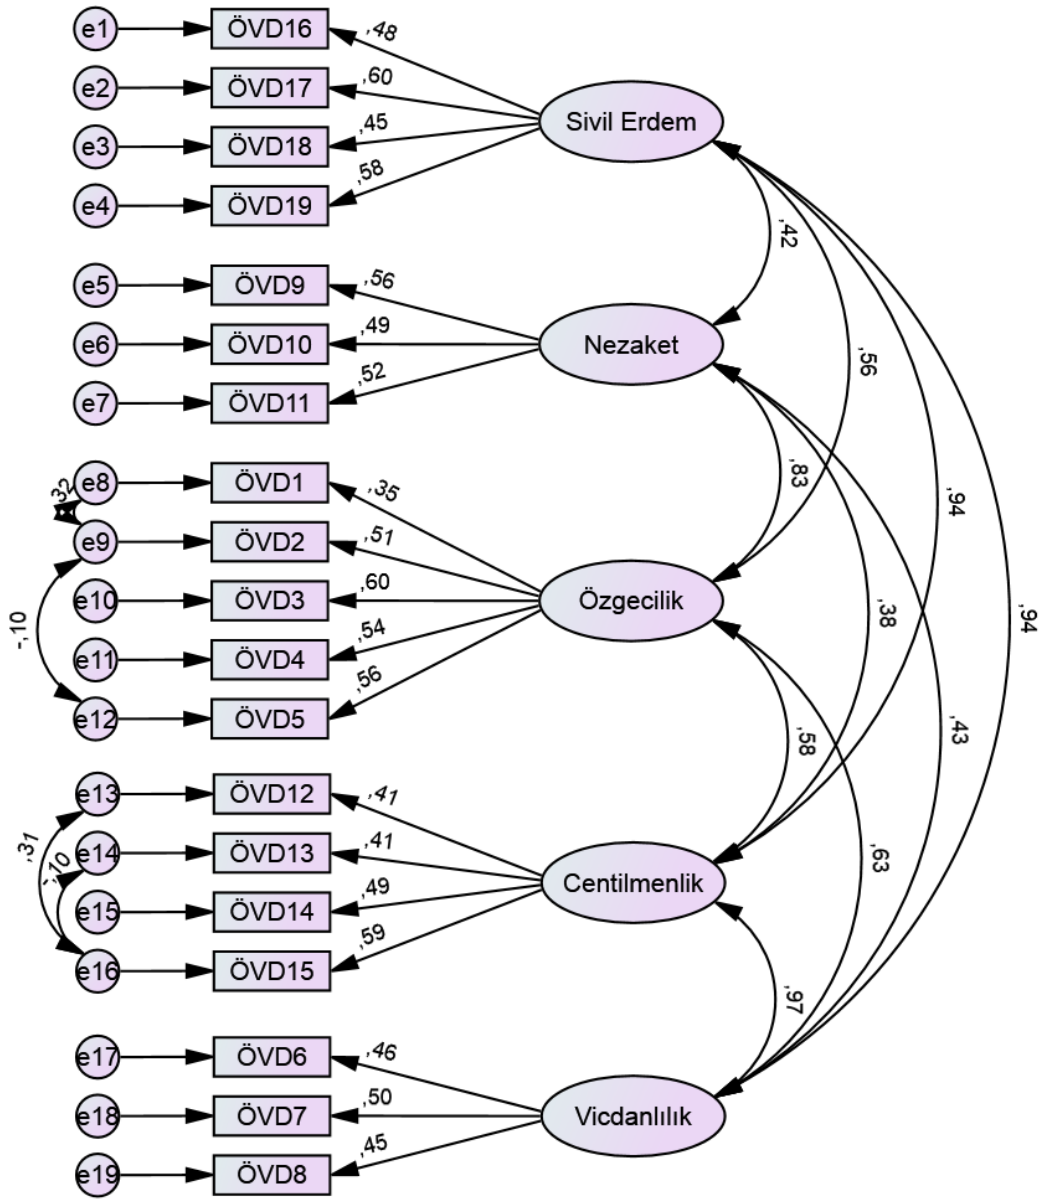 e1 ÖVD16 ,48
e2 ÖVD17 ,60
e3 ÖVD18 ,45
e4 ÖVD19 ,58
Sivil Erdem
e5 ÖVD9 ,56
e6 ÖVD10 ,49
e7 ÖVD11 ,52
Nezaket
e8 ÖVD1 ,35
e9 ÖVD2 ,51
e10 ÖVD3 ,60
e11 ÖVD4 ,54
e12 ÖVD5 ,56
Özgecilik
,32
-,10
e13 ÖVD12 ,41
e14 ÖVD13 ,41
e15 ÖVD14 ,49
e16 ÖVD15 ,59
Centilmenlik
,31
-,10
e17 ÖVD6 ,46
e18 ÖVD7 ,50
e19 ÖVD8 ,45
Vicdanlılık
,42
,56
,83
,94
,38
,94
,58
,43
,63
,97